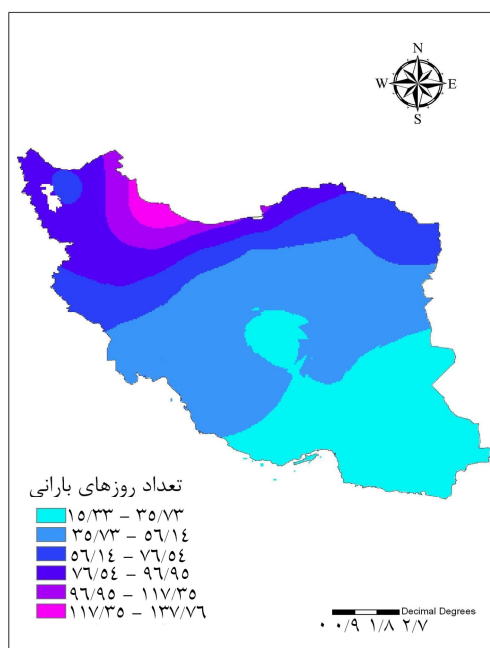 N
W E
S
تعداد روزهای بارانی
۱۵/۳۳ – ۳۵/۷۳
۳۵/۷۳ – ۵۶/۱۴
۵۶/۱۴ – ۷۶/۵۴
۷۶/۵۴ – ۹۶/۹۵
۹۶/۹۵ – ۱۱۷/۳۵
۱۱۷/۳۵ – ۱۳۷/۷۶
Decimal Degrees
۰ ۰/۹ ۱/۸ ۲/۷